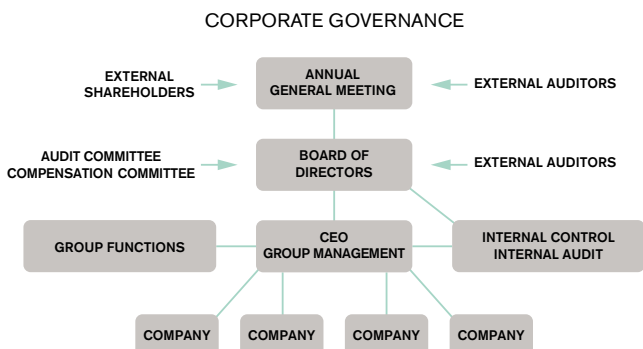 CORPORATE GOVERNANCE
EXTERNAL
SHAREHOLDERS
ANNUAL
GENERAL MEETING
EXTERNAL AUDITORS
AUDIT COMMITTEE
COMPENSATION COMMITTEE
BOARD OF
DIRECTORS
EXTERNAL AUDITORS
GROUP FUNCTIONS
CEO
GROUP MANAGEMENT
INTERNAL CONTROL
INTERNAL AUDIT
COMPANY
COMPANY
COMPANY
COMPANY